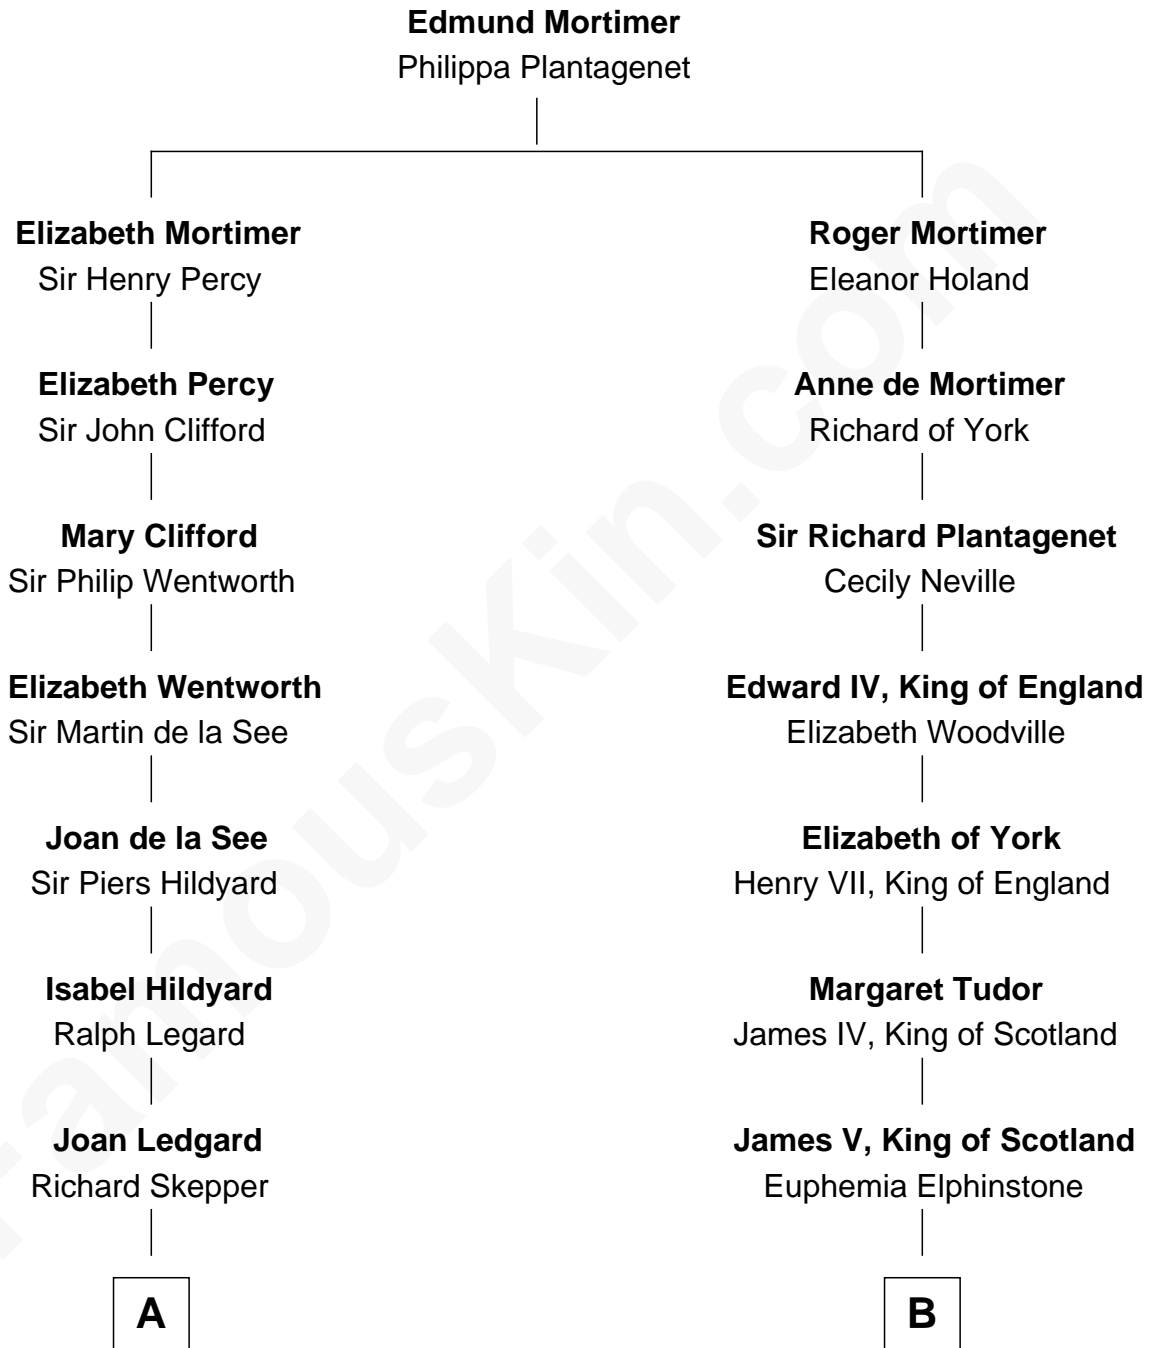 Edmund Mortimer
Philippa Plantagenet
Elizabeth Mortimer
Sir Henry Percy
Roger Mortimer
Eleanor Holand
Elizabeth Percy
Sir John Clifford
Anne de Mortimer
Richard of York
Mary Clifford
Sir Philip Wentworth
Sir Richard Plantagenet
Cecily Neville
Elizabeth Wentworth
Sir Martin de la See
Edward IV, King of England
Elizabeth Woodville
Joan de la See
Sir Piers Hildyard
Elizabeth of York
Henry VII, King of England
Isabel Hildyard
Ralph Legard
Margaret Tudor
James IV, King of Scotland
Joan Ledgard
Richard Skepper
James V, King of Scotland
Euphemia Elphinstone
A
B
FamousKin.com